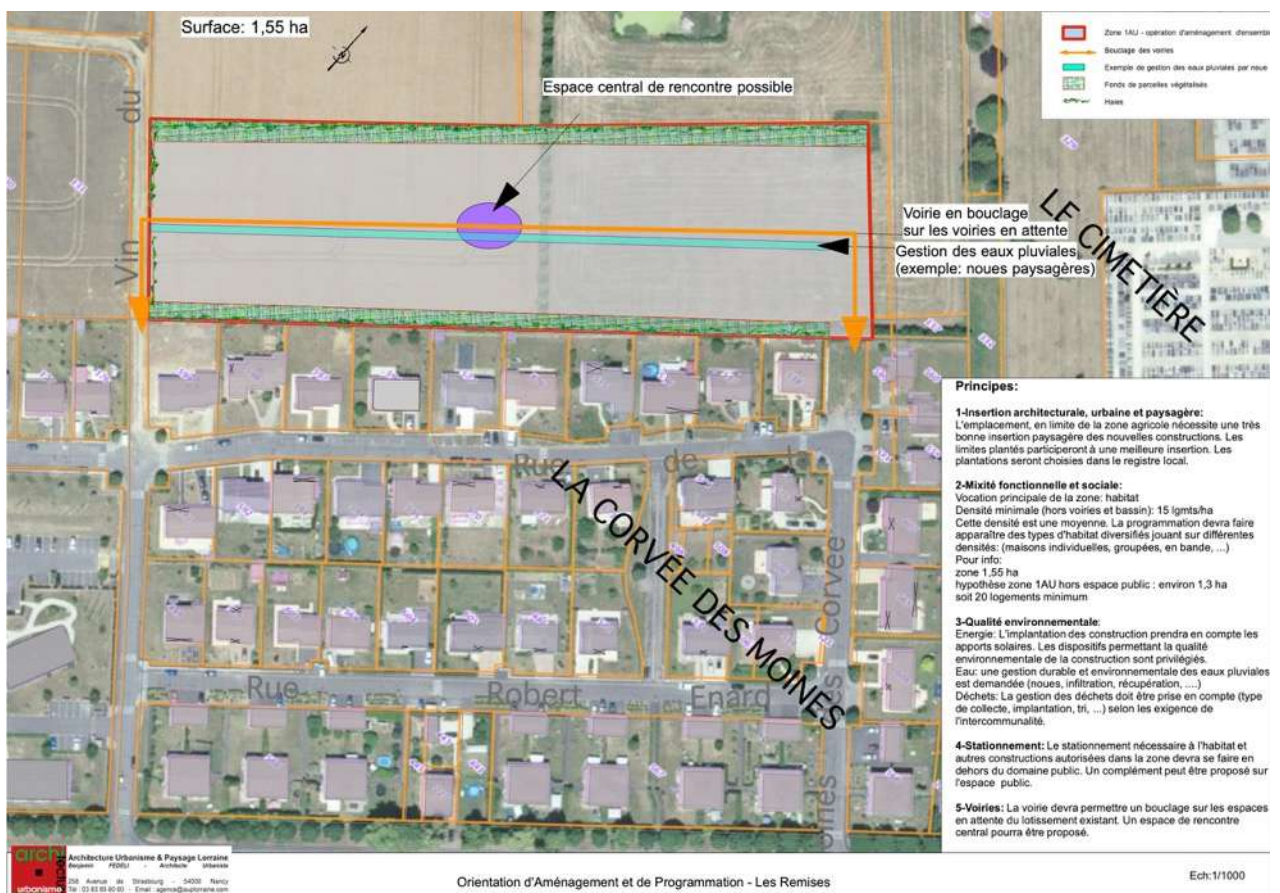 Surface: 1,55 ha
Espace central de rencontre possible
Zone 1AU - opération d'aménagement d'ensemble
Bouclage des voiries
Exemple de gestion des eaux pluviales par noue
Fonds de parcelles végétalisés
Haies
Vin du
Voirie en bouclage
sur les voiries en attente
Gestion des eaux pluviales
(exemple: noues paysagères)
LE CIMETIÈRE
Rue de
LA CORVÉE DES MOINES
Corvée
Rue Robert Enard
Principes:
1-Insertion architecturale, urbaine et paysagère:
L'emplacement, en limite de la zone agricole nécessite une très
bonne insertion paysagère des nouvelles constructions. Les
limites plantés participeront à une meilleure insertion. Les
plantations seront choisies dans le registre local.
2-Mixité fonctionnelle et sociale:
Vocation principale de la zone: habitat
Densité minimale (hors voiries et bassin): 15 lgmts/ha
Cette densité est une moyenne. La programmation devra faire
apparaître des types d'habitat diversifiés jouant sur différentes
densités: (maisons individuelles, groupées, en bande, ...)
Pour info:
zone 1,55 ha
hypothèse zone 1AU hors espace public : environ 1,3 ha
soit 20 logements minimum
3-Qualité environnementale:
Energie: L'implantation des construction prendra en compte les
apports solaires. Les dispositifs permettant la qualité
environnementale de la construction sont privilégiés.
Eau: une gestion durable et environnementale des eaux pluviales
est demandée (noues, infiltration, récupération, ....)
Déchets: La gestion des déchets doit être prise en compte (type
de collecte, implantation, tri, ...) selon les exigence de
l'intercommunalité.
4-Stationnement: Le stationnement nécessaire à l'habitat et
autres constructions autorisées dans la zone devra se faire en
dehors du domaine public. Un complément peut être proposé sur
l'espace public.
5-Voiries: La voirie devra permettre un bouclage sur les espaces
en attente du lotissement existant. Un espace de rencontre
central pourra être proposé.
archi
urbanisme
Architecture Urbanisme & Paysage Lorraine
Benjamin FEDELI - Architecte Urbaniste
258 Avenue de Strasbourg - 54000 Nancy
Orientation d'Aménagement et de Programmation - Les Remises
Ech:1/1000